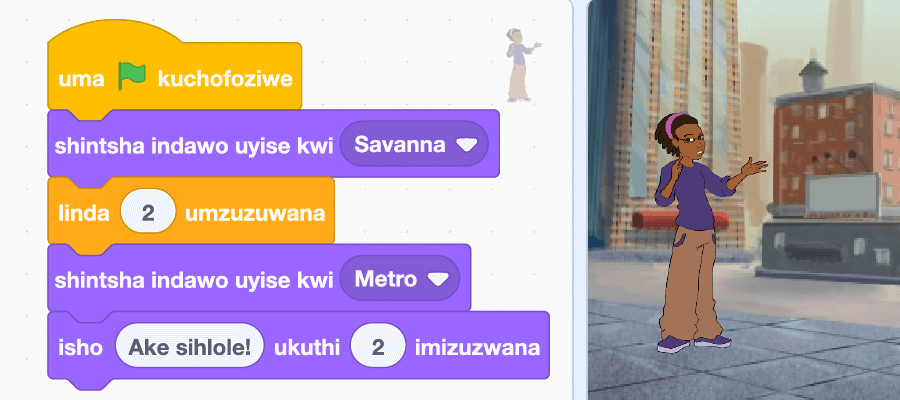 uma kuchofoziwe
shintsha indawo uyise kwi Savanna
linda 2 umzuzuwana
shintsha indawo uyise kwi Metro
isho Ake sihlole! ukuthi 2 imizuzwana